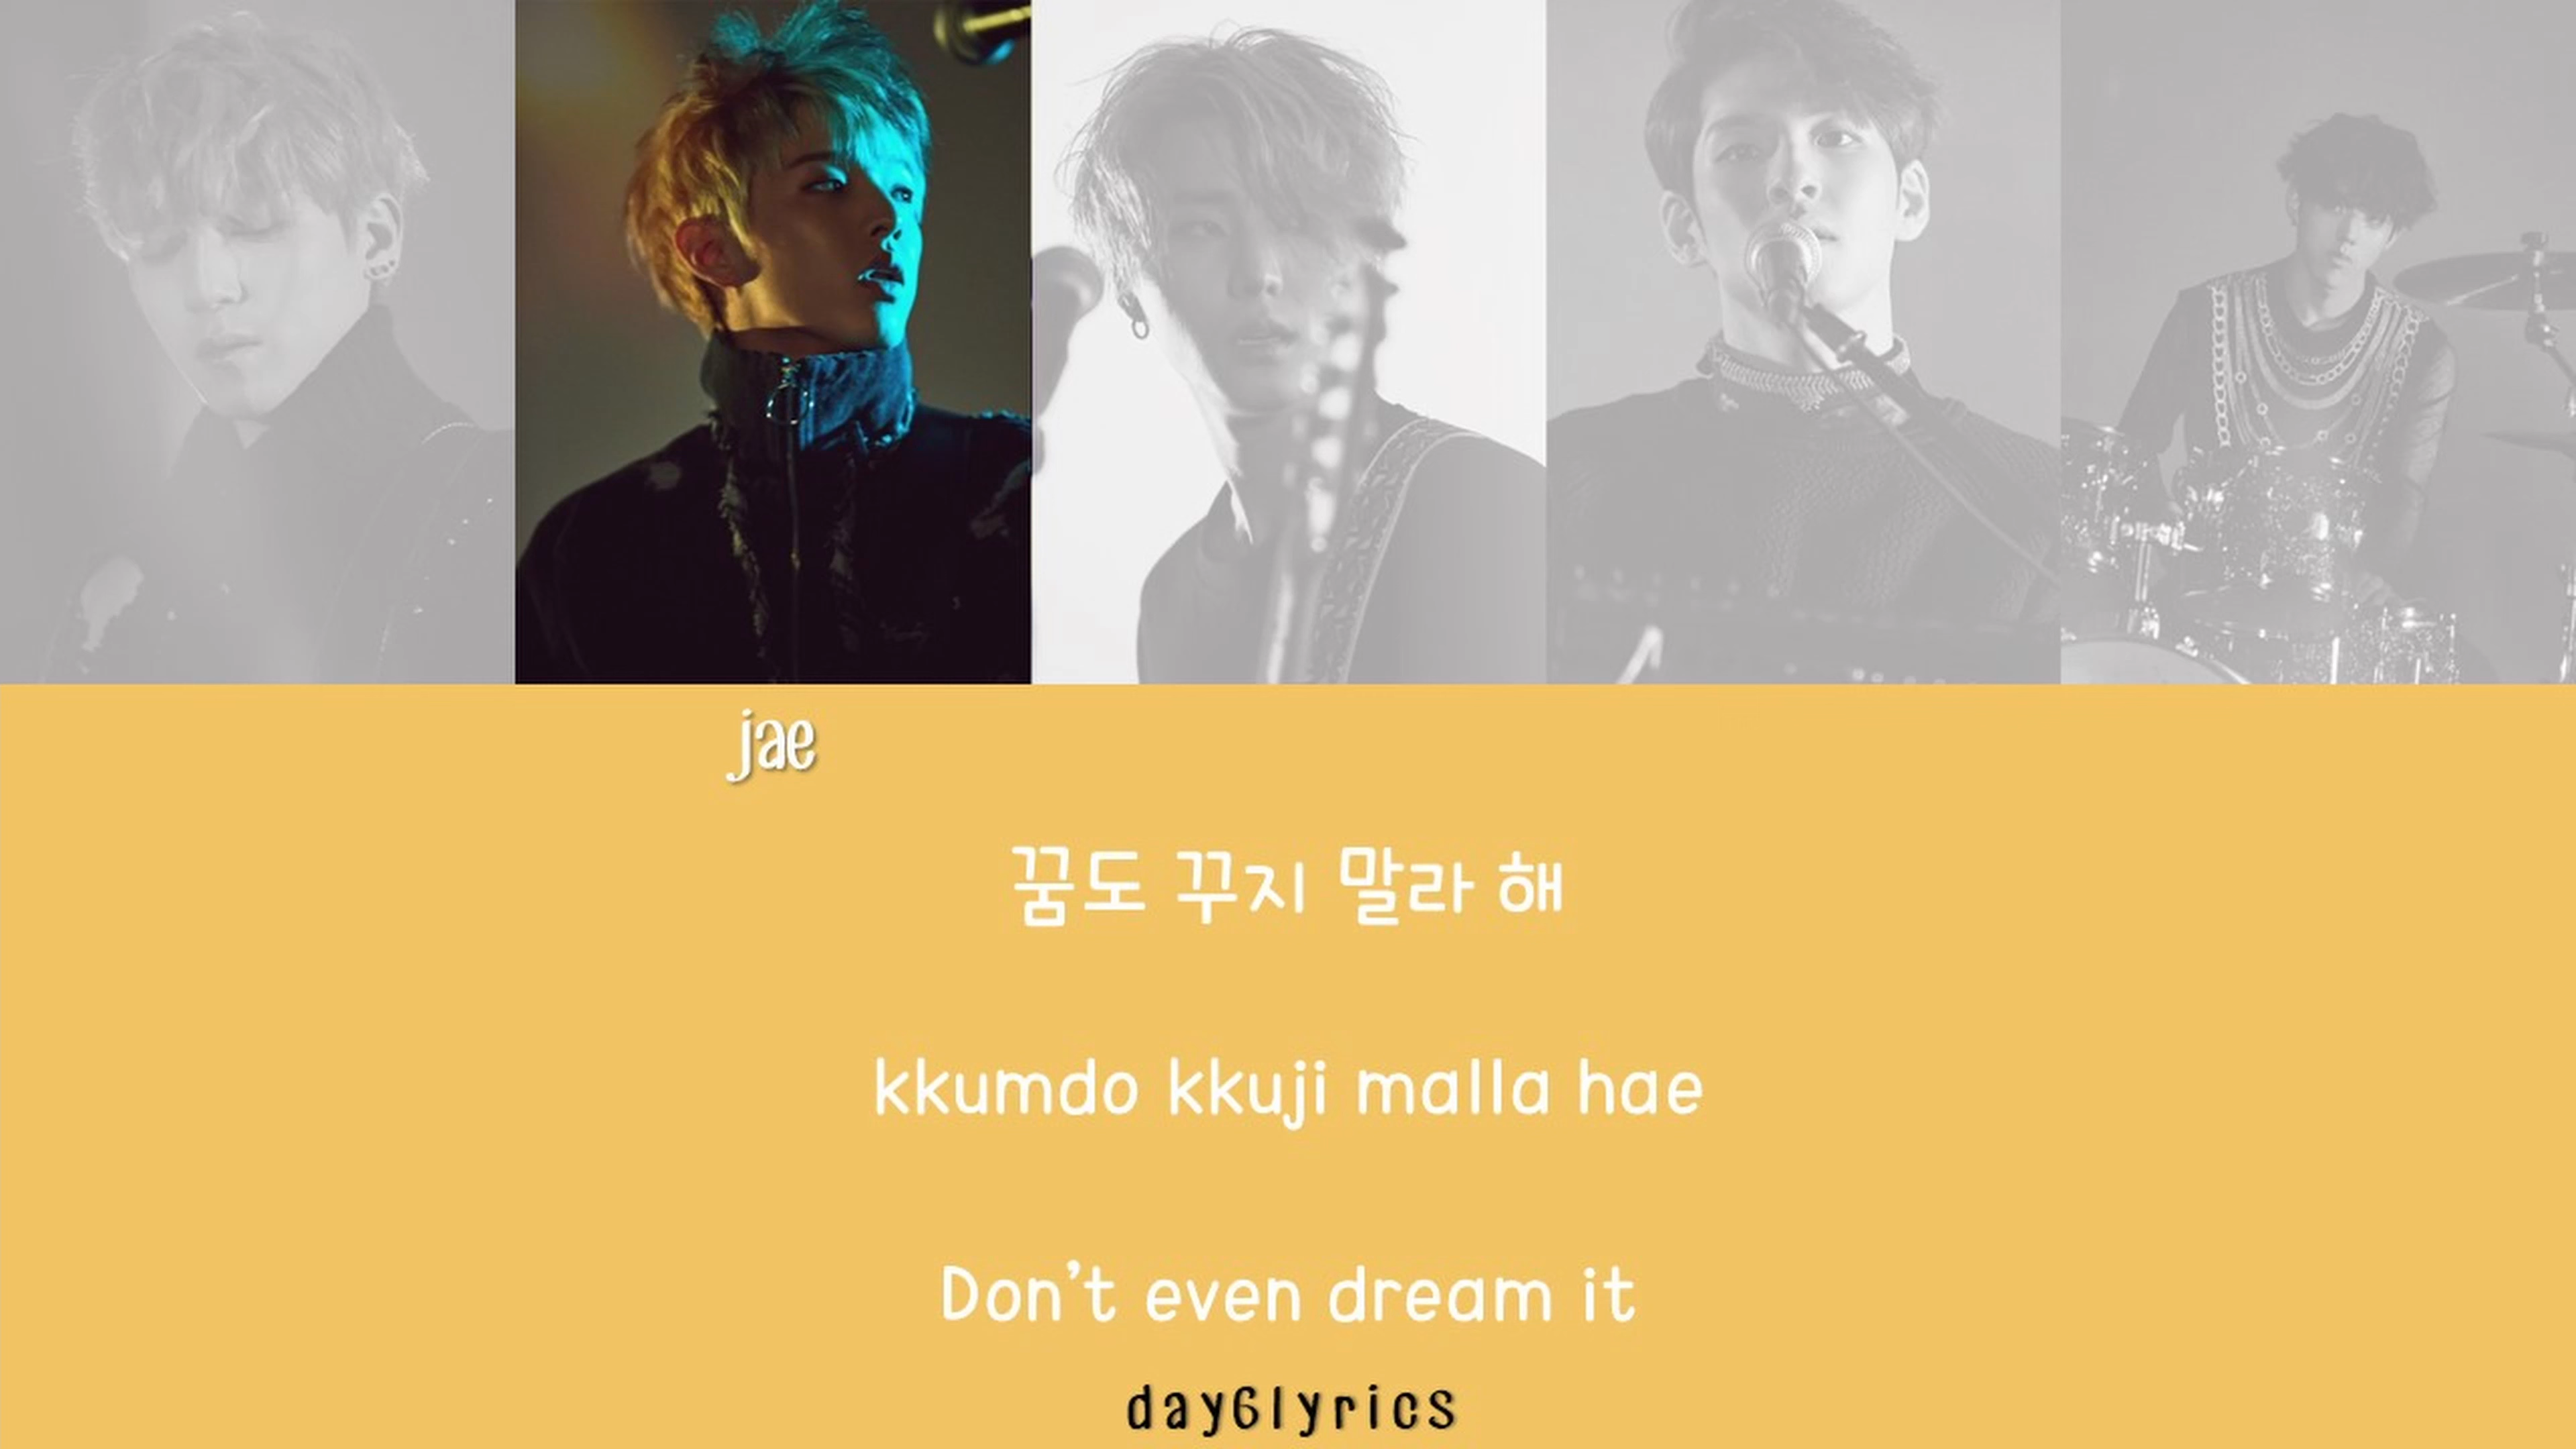 jae
꿈도 꾸지 말라 해
kkumdo kkuji malla hae
Don't even dream it
day6lyrics